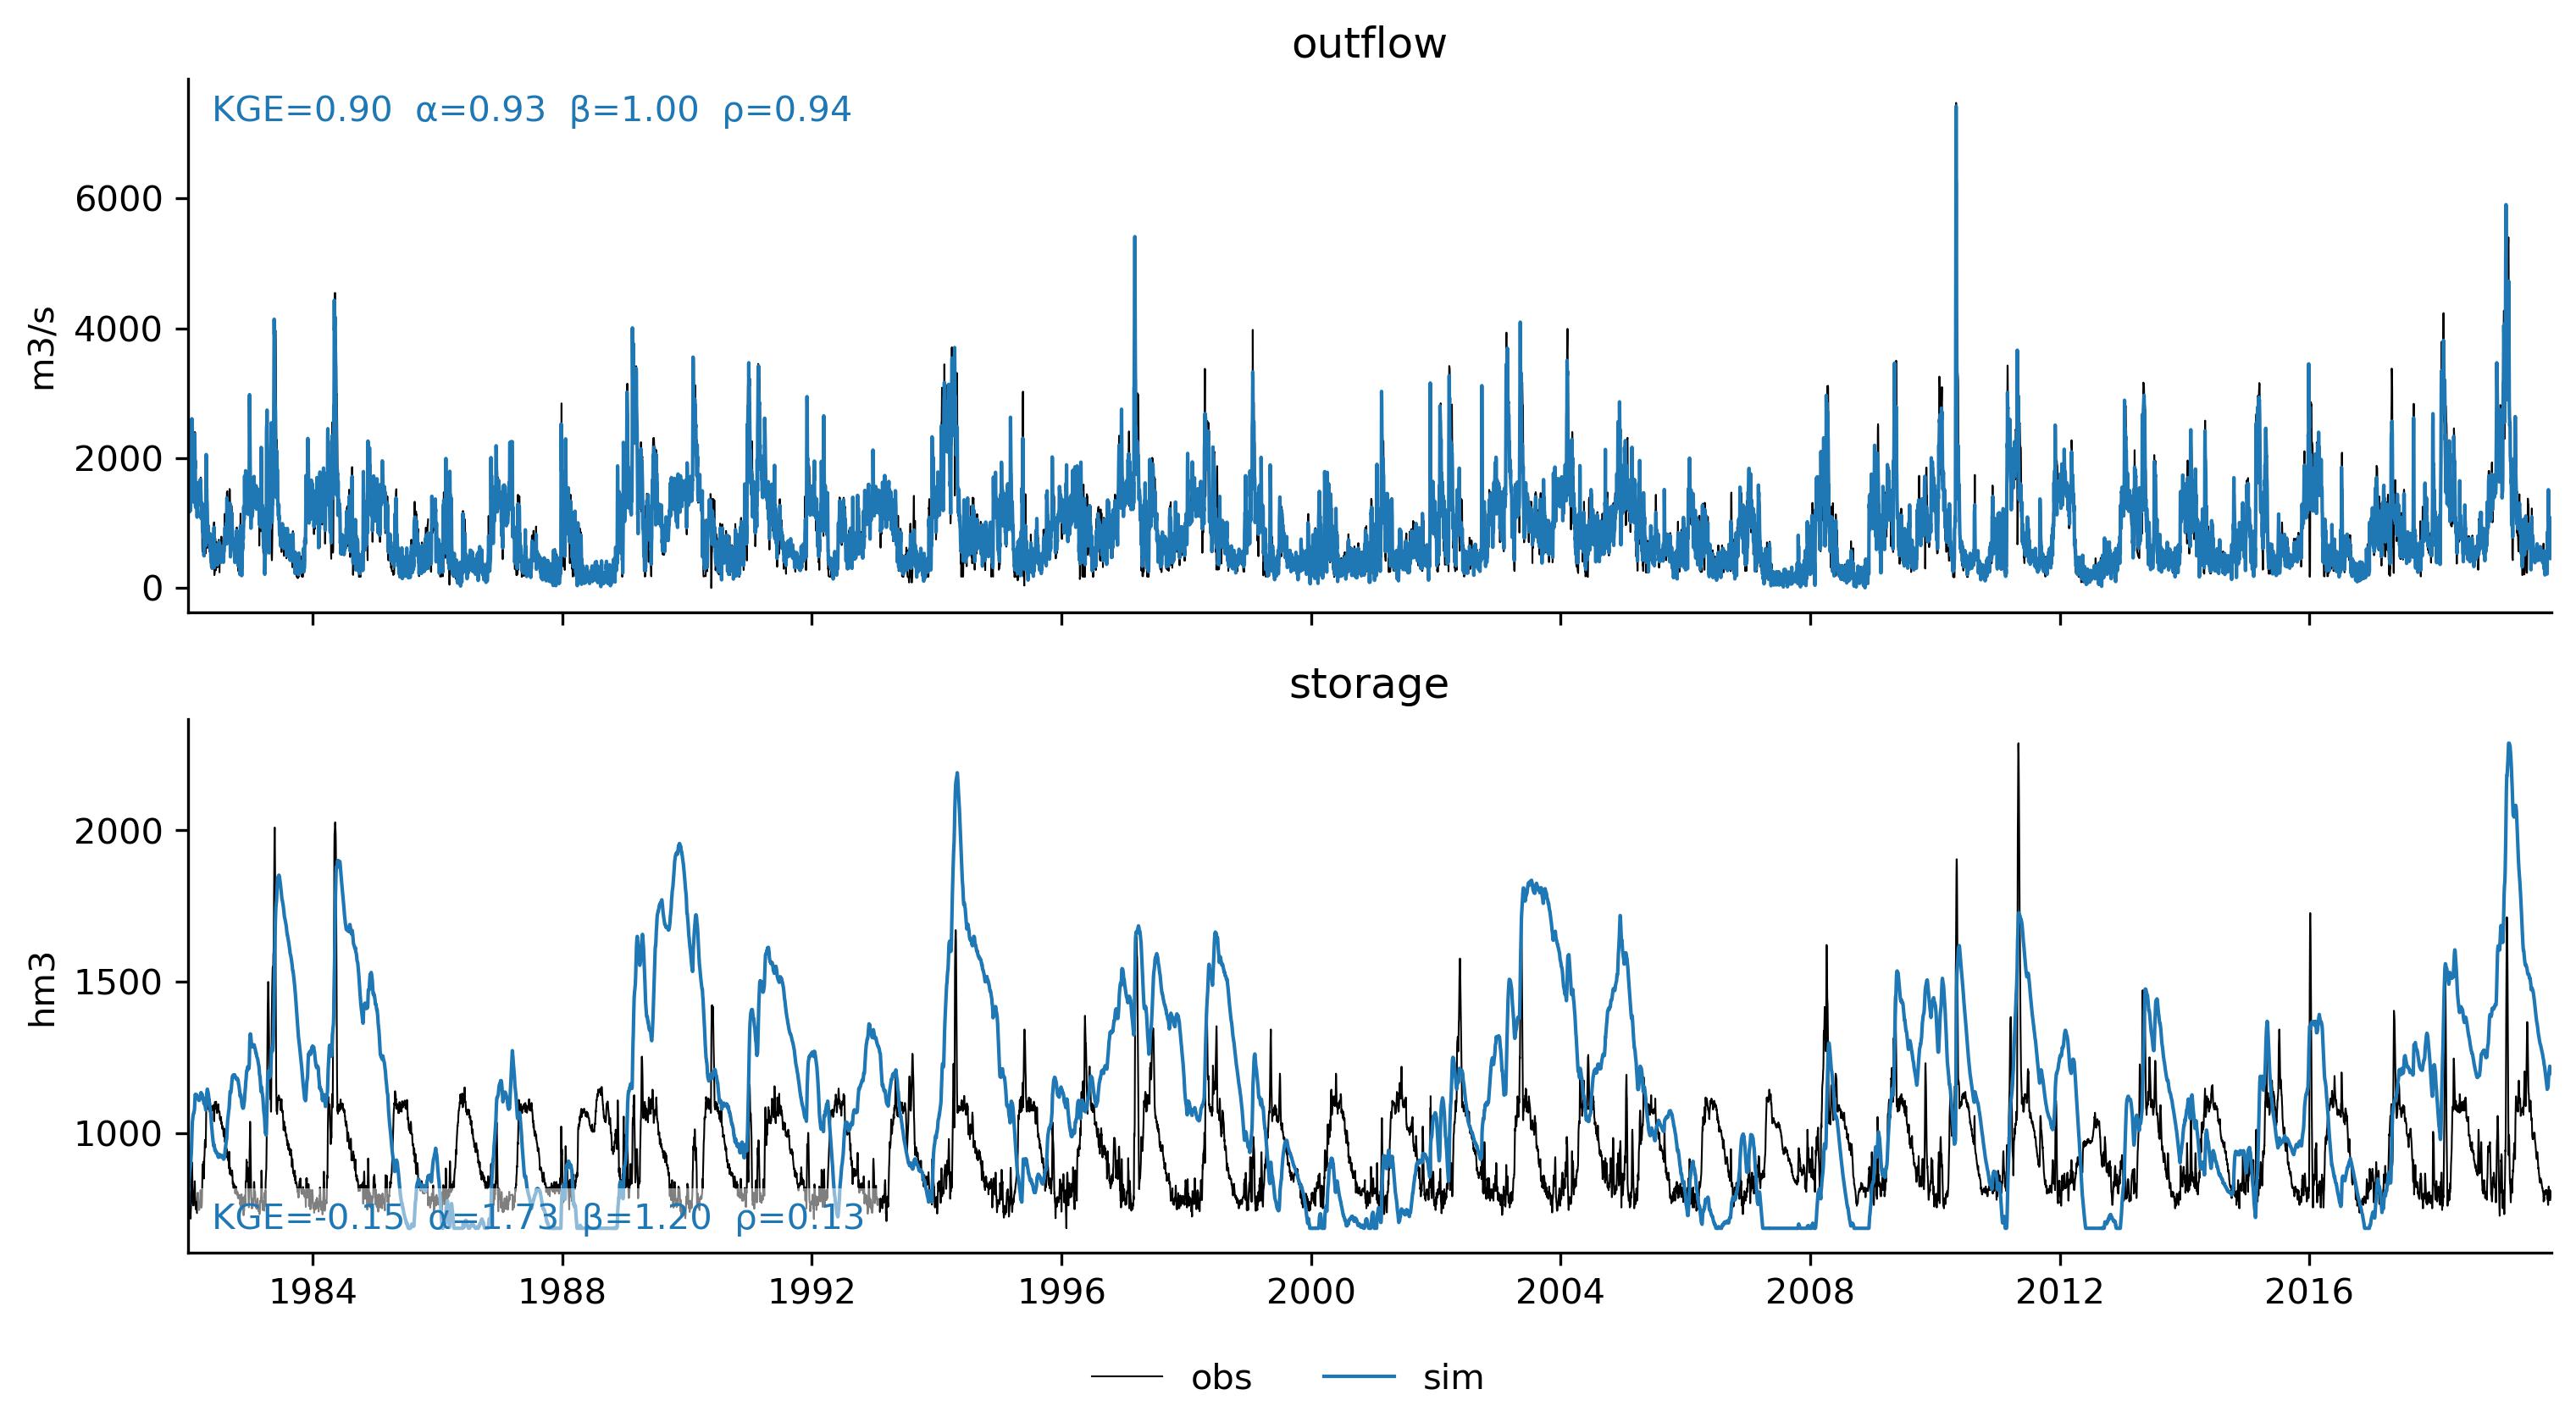 outflow
KGE=0.90 α=0.93 β=1.00 ρ=0.94
m3/s
6000
4000
2000
0
storage
hm3
2000
1500
1000
KGE=-0.15 α=1.73 β=1.20 ρ=0.13
1984 1988 1992 1996 2000 2004 2008 2012 2016
obs sim